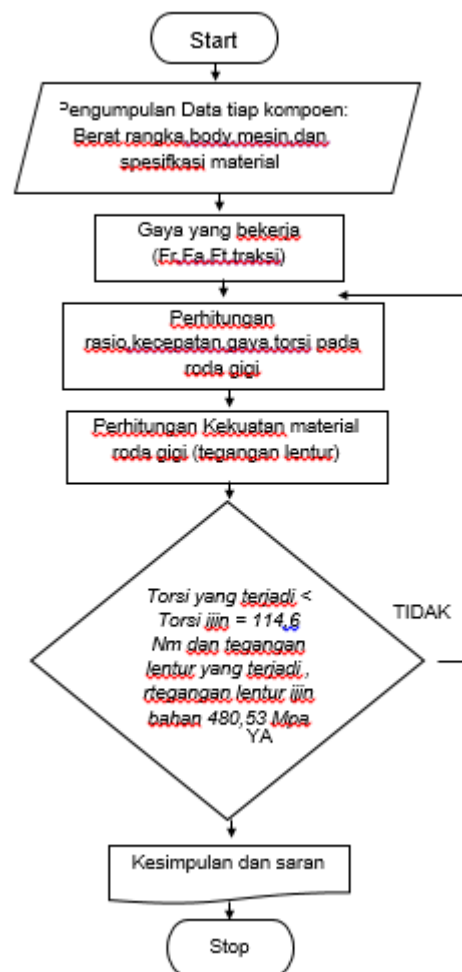 Start
Pengumpulan Data tiap kompoen:
Berat rangka,body,mesin,dan
spesifkasi material
Gaya yang bekerja
(Fr,Fa,Ft,traksi)
Perhitungan
rasio,kecepatan,gaya,torsi pada
roda gigi
Perhitungan Kekuatan material
roda gigi (tegangan lentur)
Torsi yang terjadi <
Torsi ijin = 114,6
Nm dan tegangan
lentur yang terjadi ,
rtegangan lentur ijin
bahan 480,53 Mpa
TIDAK
YA
Kesimpulan dan saran
Stop